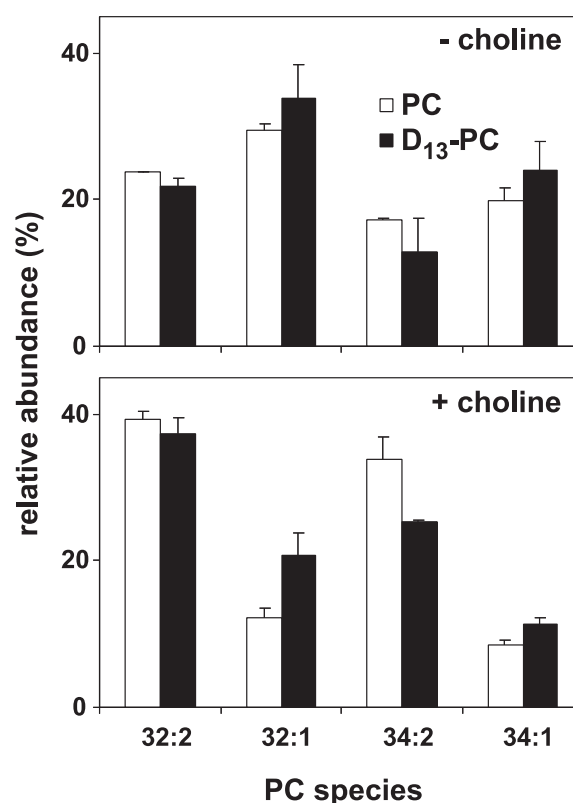 - choline
PC
D13-PC
40
20
0
+ choline
40
20
0
relative abundance (%)
32:2 32:1 34:2 34:1
PC species